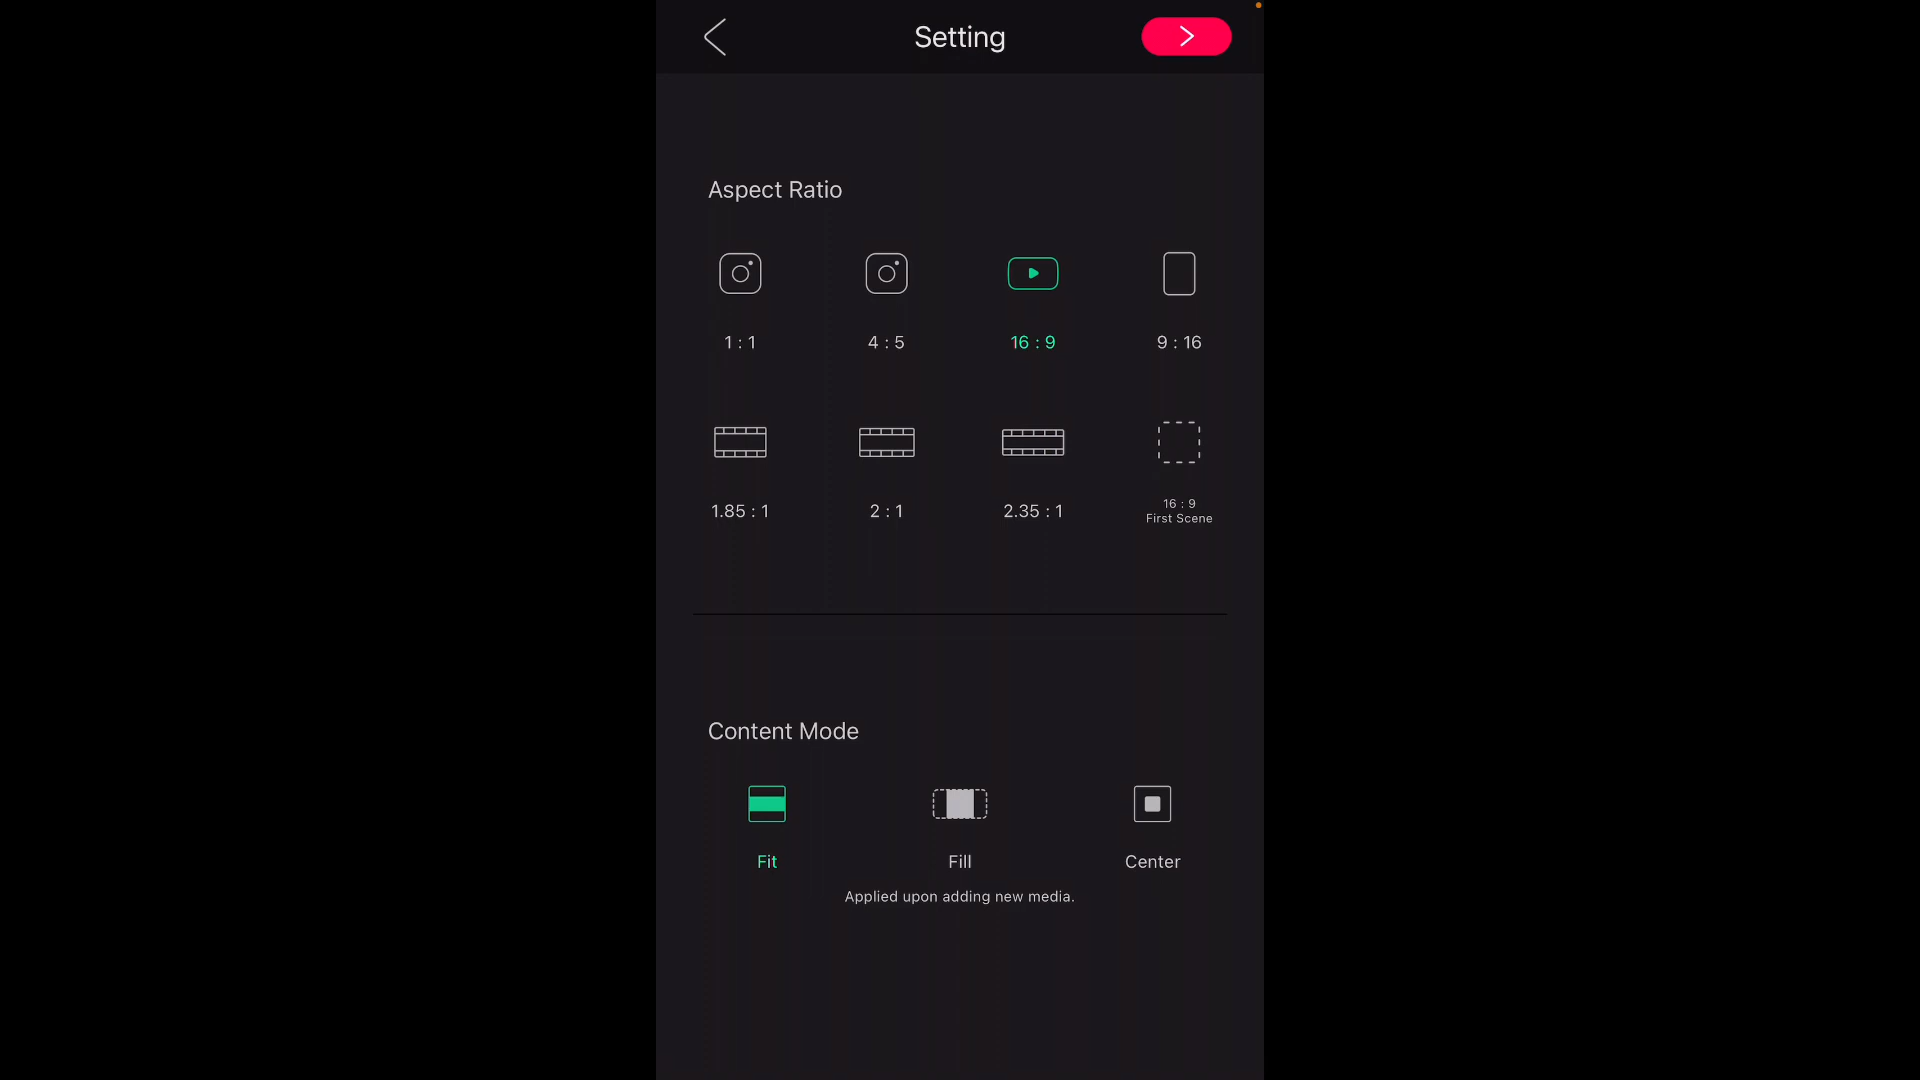 Setting
Aspect Ratio
1 : 1
4 : 5
16 : 9
9 : 16
1.85 : 1
2 : 1
2.35 : 1
16 : 9
First Scene
Content Mode
Fit
Fill
Center
Applied upon adding new media.